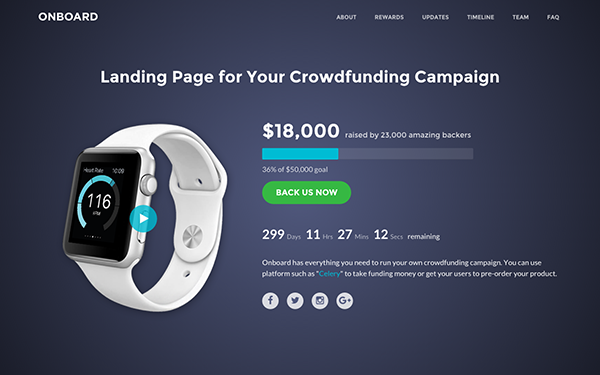 ONBOARD
ABOUT REWARDS UPDATES TIMELINE TEAM FAQ
Landing Page for Your Crowdfunding Campaign
$18,000 raised by 23,000 amazing backers
36% of $50,000 goal
BACK US NOW
Heart Rate 10:09
116
299 Days 11 Hrs 27 Mins 12 Secs remaining
Onboard has everything you need to run your own crowdfunding campaign. You can use
platform such as "Celery" to take funding money or get your users to pre-order your product.